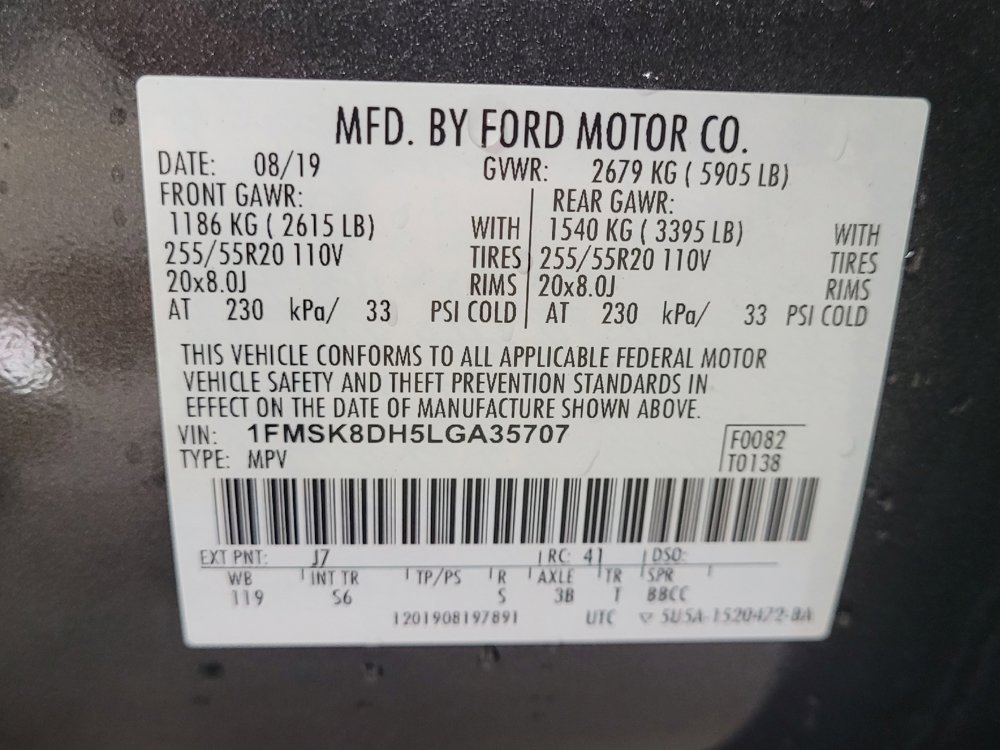 MFD. BY FORD MOTOR CO.
DATE: 08/19 GVWR: 2679 KG ( 5905 LB)
FRONT GAWR: REAR GAWR:
1186 KG ( 2615 LB) WITH 1540 KG ( 3395 LB) WITH
255/55R20 110V TIRES 255/55R20 110V TIRES
20x8.0J RIMS 20x8.0J RIMS
AT 230 kPa/ 33 PSI COLD AT 230 kPa/ 33 PSI COLD
THIS VEHICLE CONFORMS TO ALL APPLICABLE FEDERAL MOTOR
VEHICLE SAFETY AND THEFT PREVENTION STANDARDS IN
EFFECT ON THE DATE OF MANUFACTURE SHOWN ABOVE.
VIN: 1FMSK8DH5LGA35707 F0082
TYPE: MPV T0138
EXT PNT: J7 RC: 41 DSO:
WB INT TR TP/PS R AXLE TR SPR
119 S6 S 3B T BBCC
1201908197891 UTC 5U5A-1520472-BA